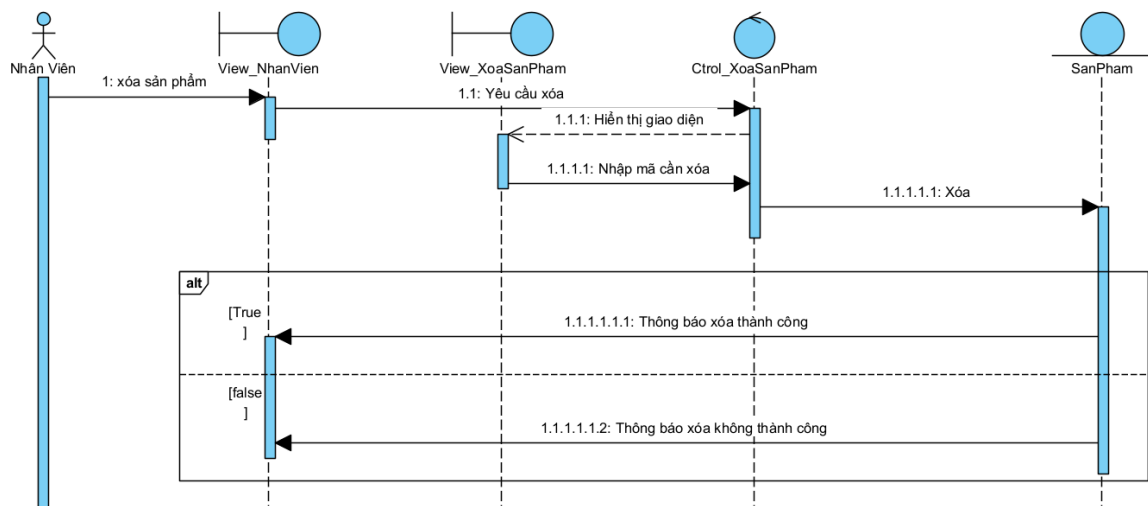 Nhân Viên
View_NhanVien
View_XoaSanPham
Ctrol_XoaSanPham
SanPham
1: xóa sản phẩm
1.1: Yêu cầu xóa
1.1.1: Hiển thị giao diện
1.1.1.1: Nhập mã cần xóa
1.1.1.1.1: Xóa
alt
[True
]
1.1.1.1.1.1: Thông báo xóa thành công
[false
]
1.1.1.1.1.2: Thông báo xóa không thành công